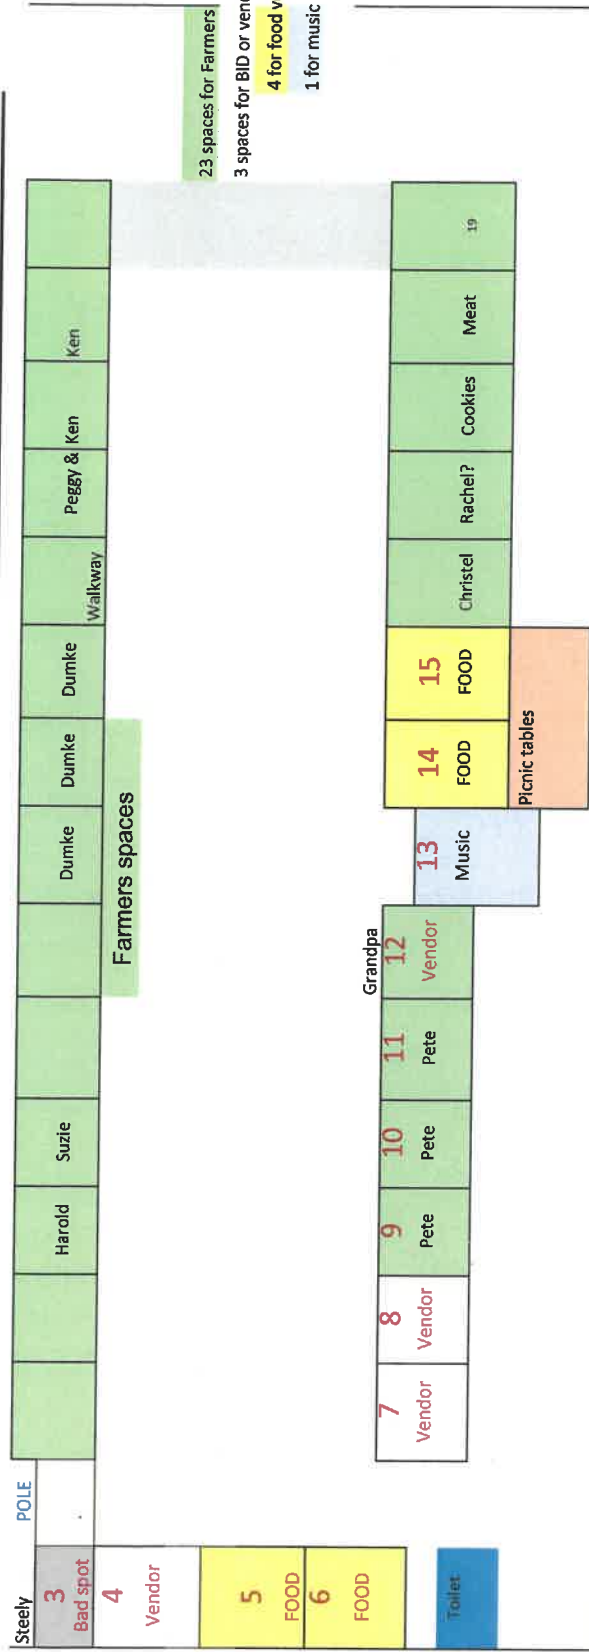 Steely
POLE
3
Bad spot
4
Vendor
5
FOOD
6
FOOD
Toilet
Harold
Suzie
Dumke
Dumke
Dumke
Walkway
Peggy & Ken
Ken
Farmers spaces
23 spaces for Farmers
3 spaces for BID or vend
4 for food v
1 for music
7
Vendor
8
Vendor
9
Pete
10
Pete
11
Pete
Grandpa
12
Vendor
13
Music
14
FOOD
15
FOOD
Picnic tables
Christel
Rachel?
Cookies
Meat
19